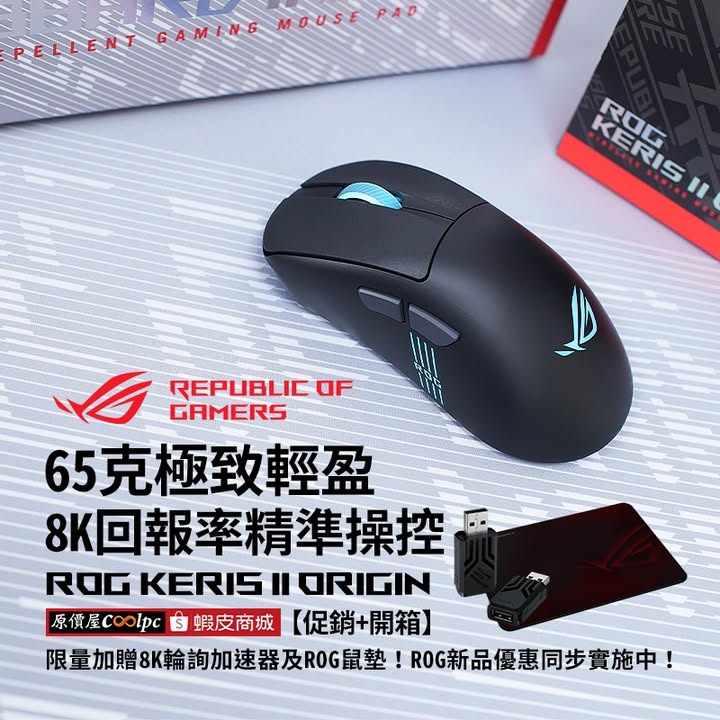 EPELLENT GAMING MOUSE PAD
ROG
KERIS II
ROG
REPUBLIC OF
GAMERS
65克極致輕盈
8K回報率精準操控
ROG KERIS II ORIGIN
原價屋coolpc 蝦皮商城【促銷+開箱】
限量加贈8K輪詢加速器及ROG鼠墊！ROG新品優惠同步實施中！